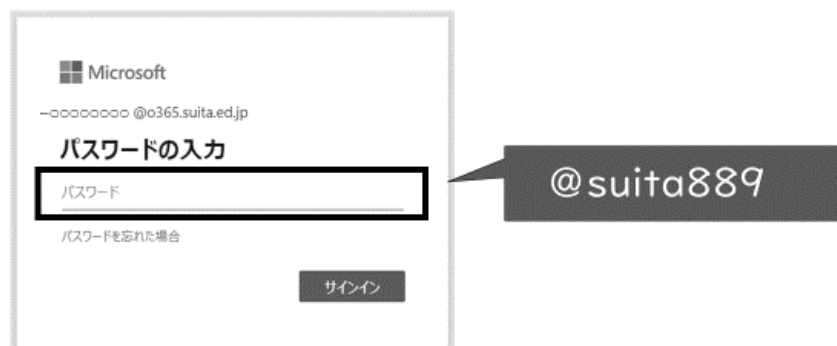 Microsoft
~○○○○○○○○ @o365.suita.ed.jp
パスワードの入力
パスワード
@suita889
パスワードを忘れた場合
サインイン